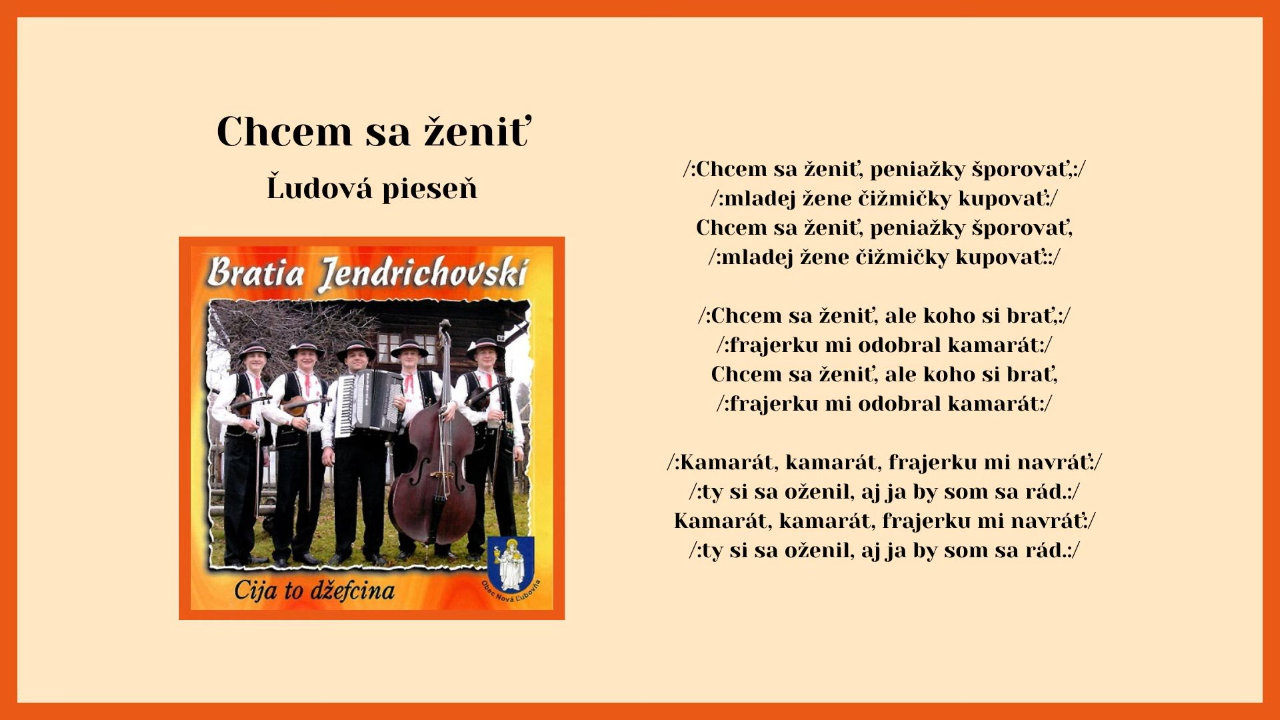 Chcem sa ženiť
Ľudová pieseň
Bratia Jendrichovskí
Cija to džefcina
Obec Nová Ľubovňa
/:Chcem sa ženiť, peniažky šporovať,:/
/:mladej žene čižmičky kupovať:/
Chcem sa ženiť, peniažky šporovať,
/:mladej žene čižmičky kupovať::/
/:Chcem sa ženiť, ale koho si brať,:/
/:frajerku mi odobral kamarát:/
Chcem sa ženiť, ale koho si brať,
/:frajerku mi odobral kamarát:/
/:Kamarát, kamarát, frajerku mi navráť:/
/:ty si sa oženil, aj ja by som sa rád.:/
Kamarát, kamarát, frajerku mi navráť:/
/:ty si sa oženil, aj ja by som sa rád.:/